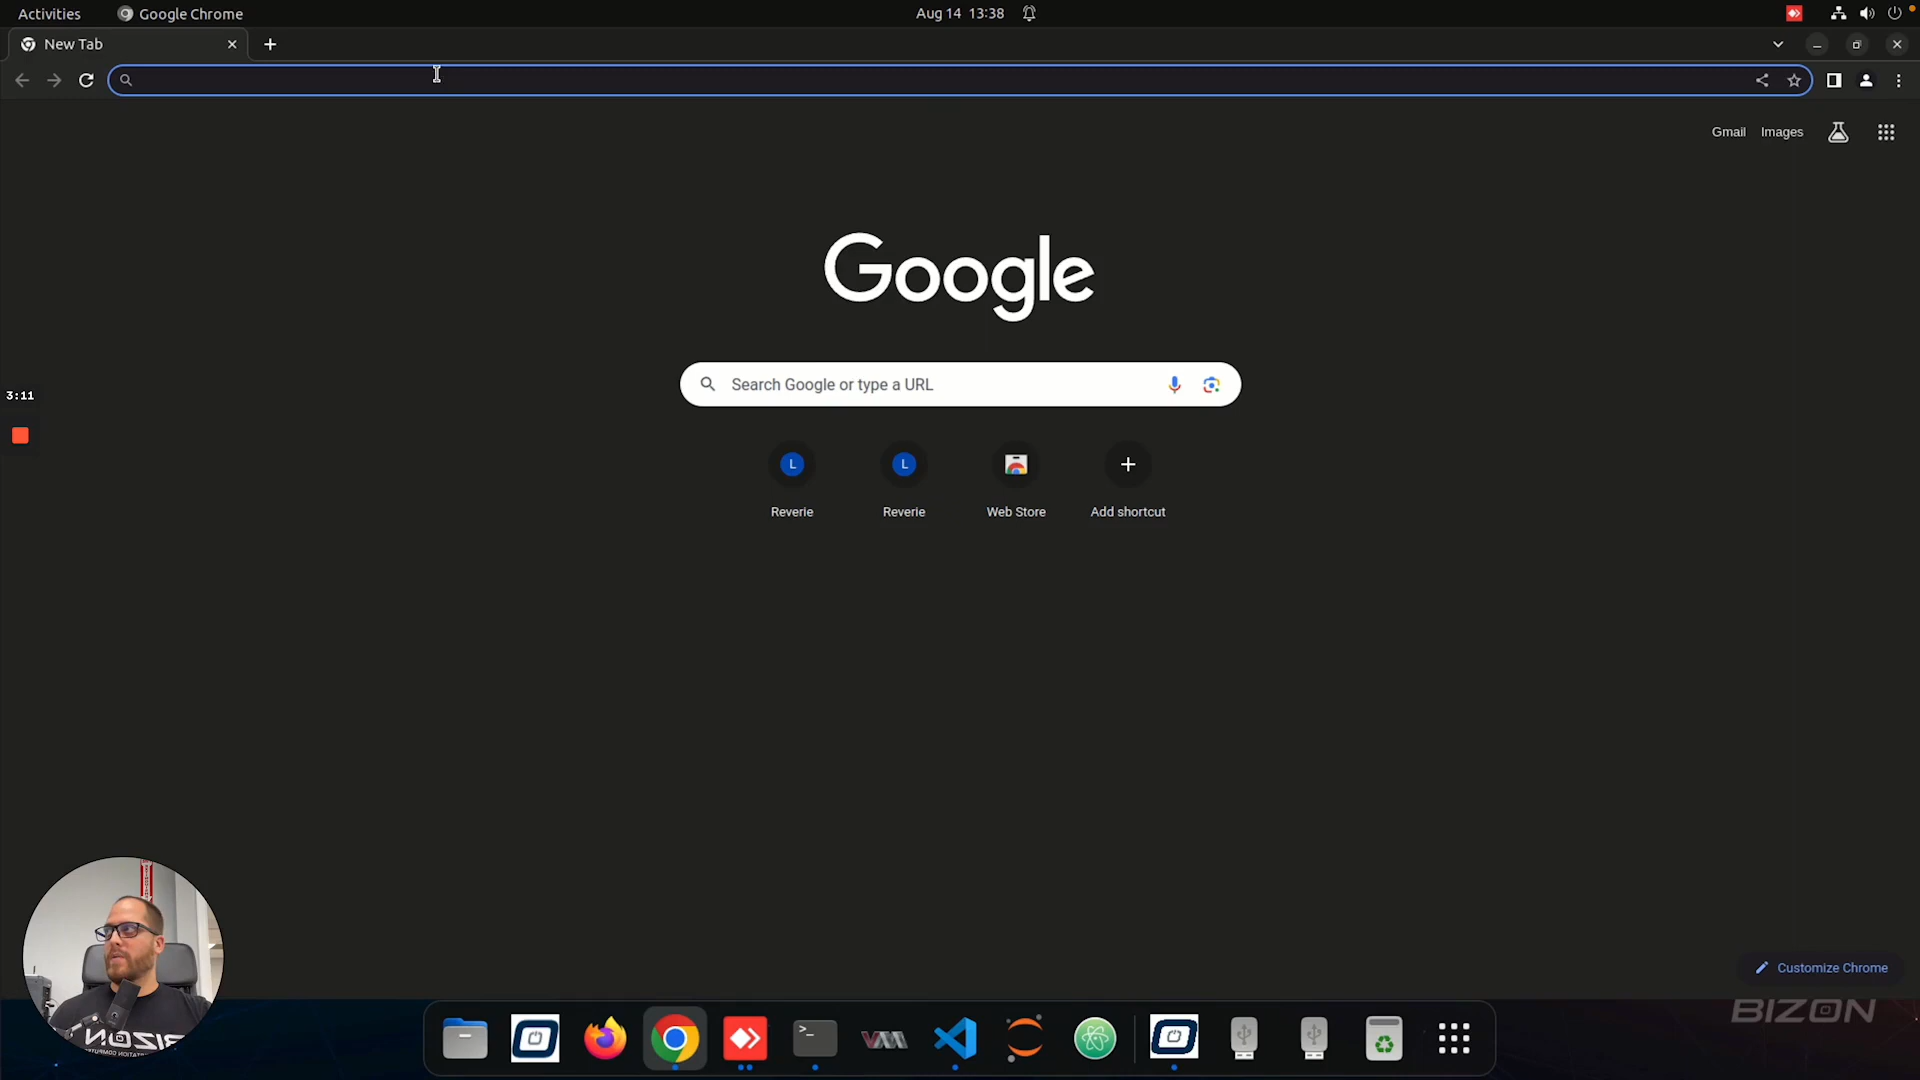 Activities
Google Chrome
Aug 14 13:38
New Tab
Gmail
Images
Google
3:11
Search Google or type a URL
L
L
Reverie
Reverie
Web Store
Add shortcut
Customize Chrome
BIZON
BIZON